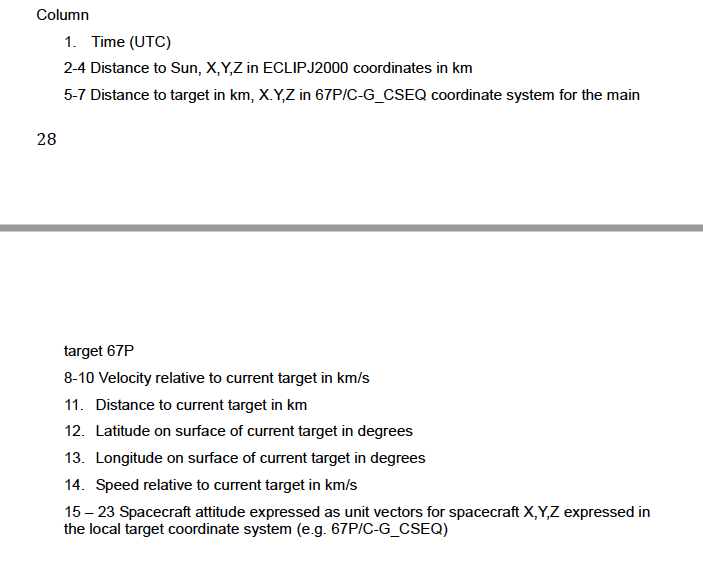 Column
1. Time (UTC)
2-4 Distance to Sun, X,Y,Z in ECLIPJ2000 coordinates in km
5-7 Distance to target in km, X.Y,Z in 67P/C-G_CSEQ coordinate system for the main
28
target 67P
8-10 Velocity relative to current target in km/s
11. Distance to current target in km
12. Latitude on surface of current target in degrees
13. Longitude on surface of current target in degrees
14. Speed relative to current target in km/s
15 – 23 Spacecraft attitude expressed as unit vectors for spacecraft X,Y,Z expressed in
the local target coordinate system (e.g. 67P/C-G_CSEQ)